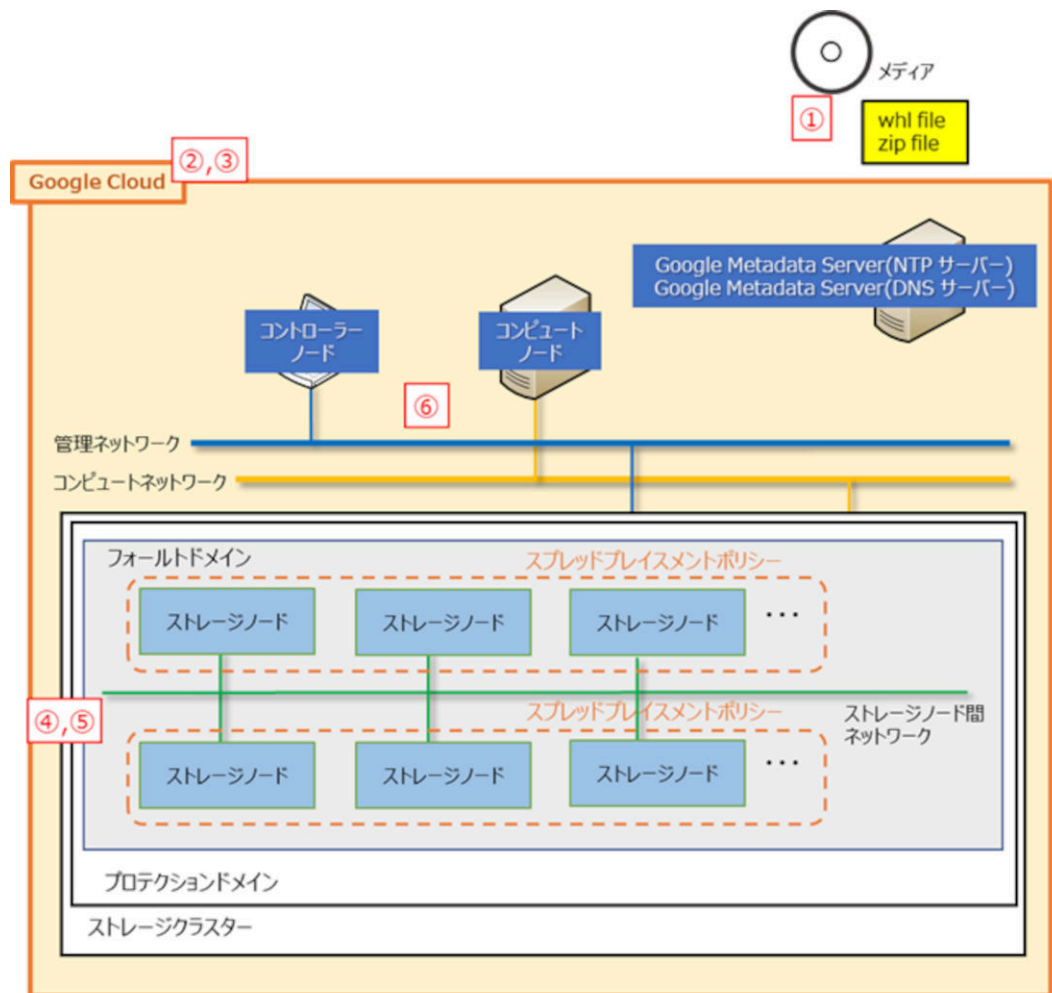 メディア
①
whl file
zip file
②,③
Google Cloud
Google Metadata Server(NTP サーバー)
Google Metadata Server(DNS サーバー)
コントローラー
ノード
コンピュート
ノード
⑥
管理ネットワーク
コンピュートネットワーク
フォールトドメイン
スプレッドプレイスメントポリシー
ストレージノード
ストレージノード
ストレージノード
･･･
④,⑤
スプレッドプレイスメントポリシー
ストレージノード間
ネットワーク
ストレージノード
ストレージノード
ストレージノード
･･･
プロテクションドメイン
ストレージクラスター